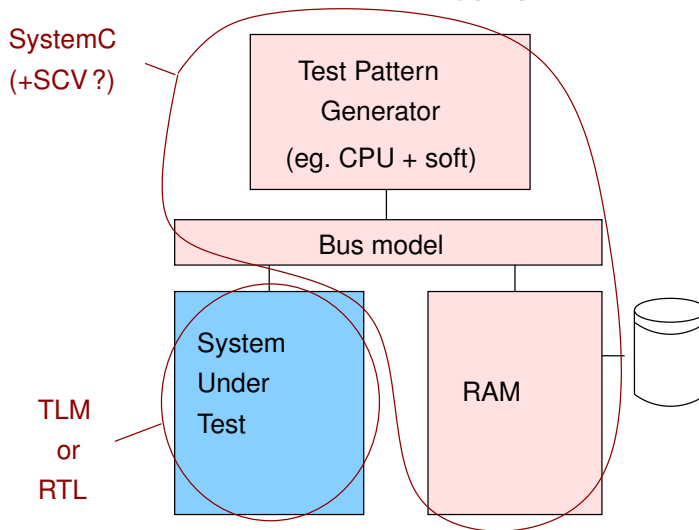 SystemC
(+SCV ?)
Test Pattern
Generator
(eg. CPU + soft)
Bus model
System
Under
Test
RAM
TLM
or
RTL